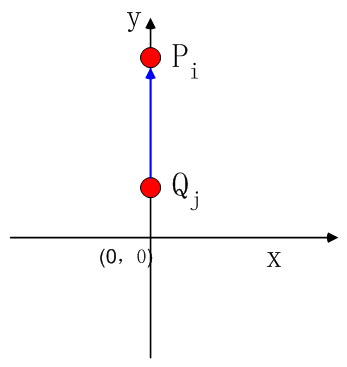 y
P_i
Q_j
(0, 0)
x